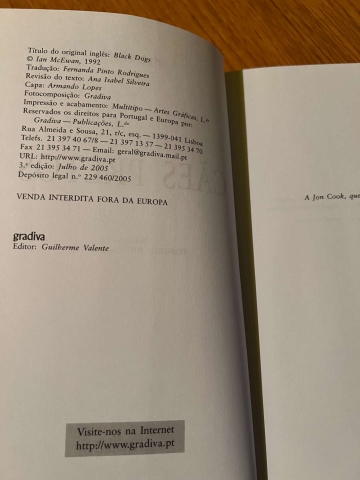 Título do original inglês: Black Dogs
© Ian McEwan, 1992
Tradução: Fernanda Pinto Rodrigues
Revisão do texto: Ana Isabel Silveira
Capa: Armando Lopes
Fotocomposição: Gradiva
Impressão e acabamento: Multitipo — Artes Gráficas, L.da
Reservados os direitos para Portugal e Europa por:
Gradiva — Publicações, L.da
Rua Almeida e Sousa, 21, r/c, esq. — 1399-041 Lisboa
Telefs. 21 397 40 67/8 — 21 397 13 57 — 21 395 34 70
Fax 21 395 34 71 — Email: geral@gradiva.mail.pt
URL: http://www.gradiva.pt
3.ª edição: Julho de 2005
Depósito legal n.º 229 460/2005
VENDA INTERDITA FORA DA EUROPA
gradiva
Editor: Guilherme Valente
Visite-nos na Internet
http://www.gradiva.pt
A Jon Cook, que